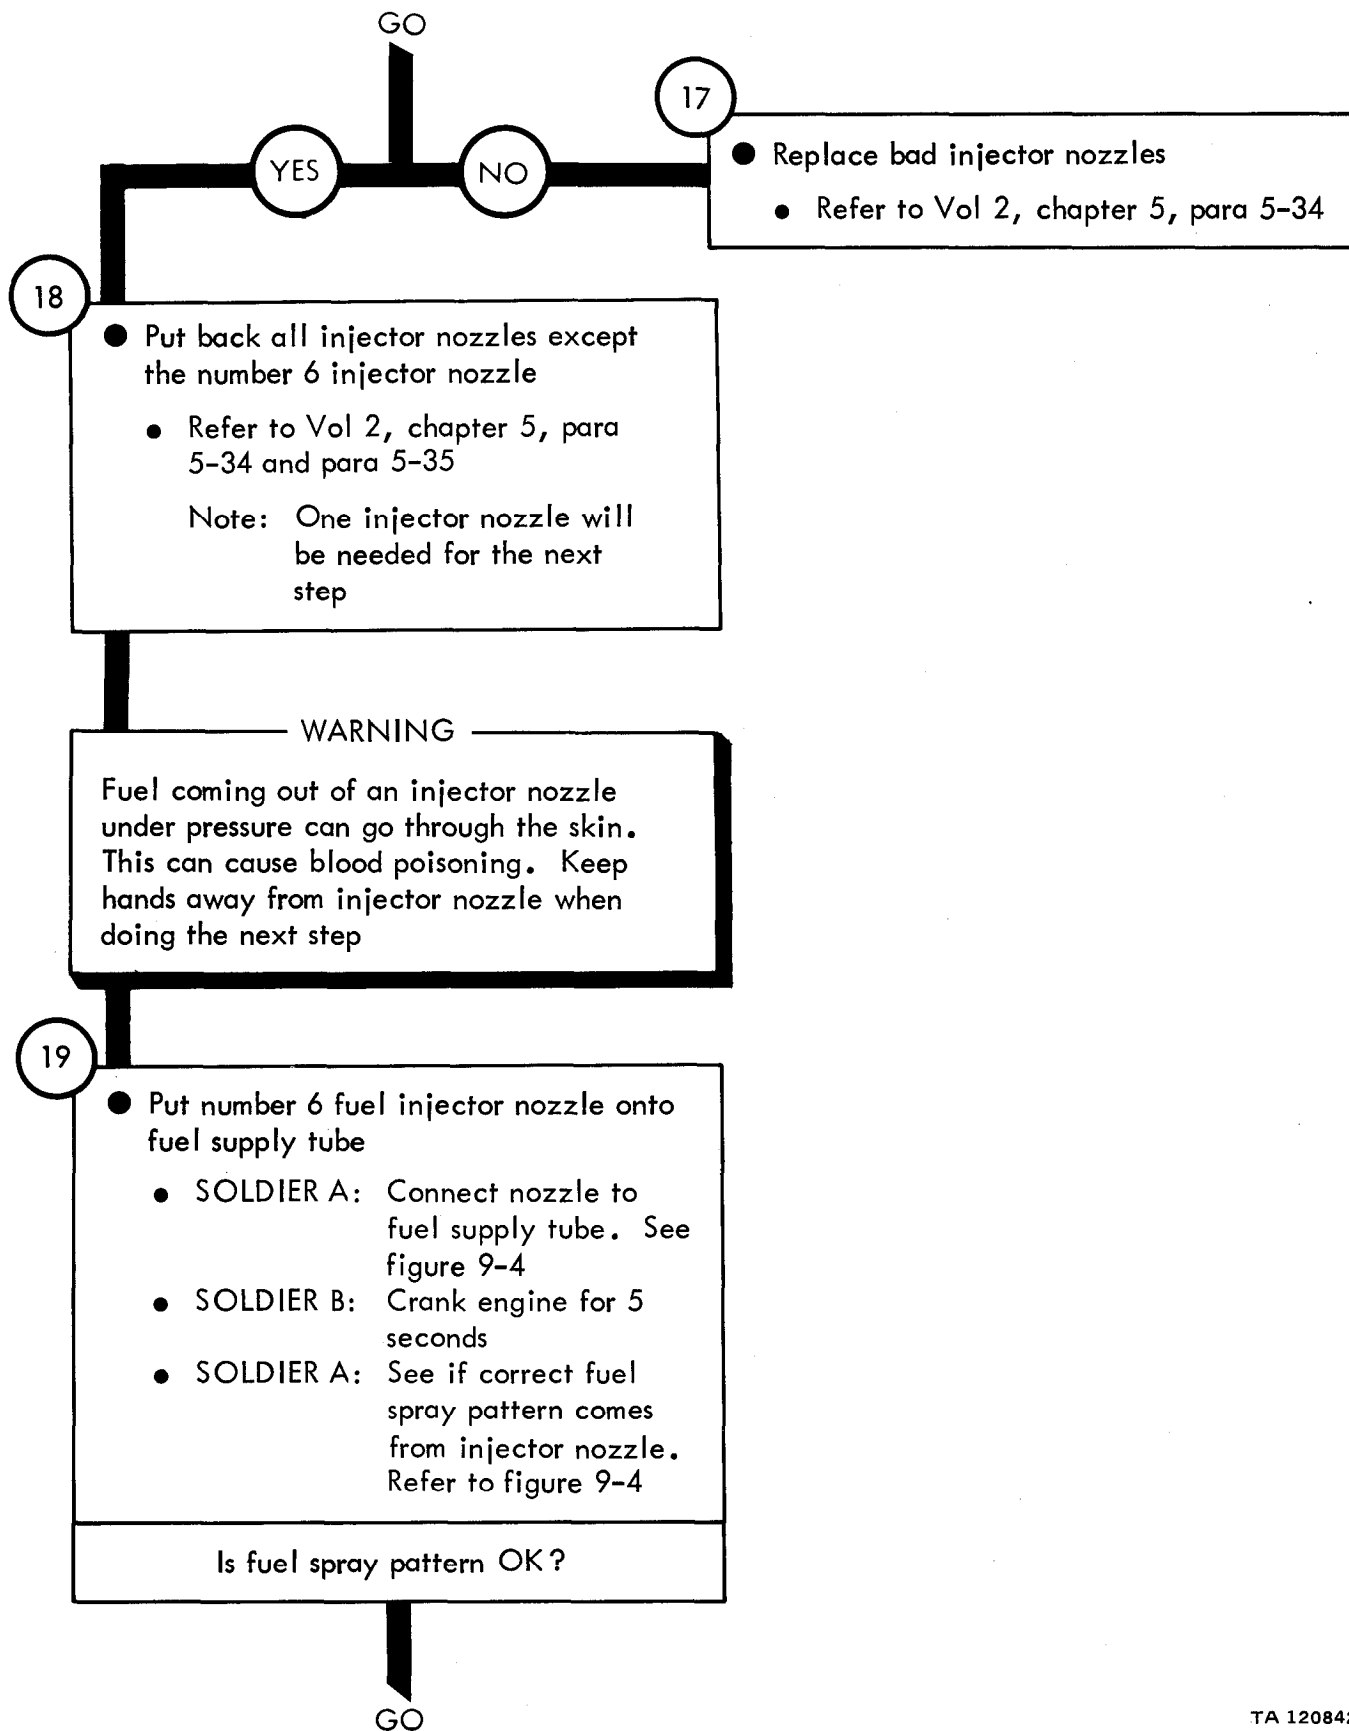 GO
YES
NO
17
● Replace bad injector nozzles
● Refer to Vol 2, chapter 5, para 5-34
18
● Put back all injector nozzles except
the number 6 injector nozzle
● Refer to Vol 2, chapter 5, para
5-34 and para 5-35
Note: One injector nozzle will
be needed for the next
step
WARNING
Fuel coming out of an injector nozzle
under pressure can go through the skin.
This can cause blood poisoning. Keep
hands away from injector nozzle when
doing the next step
19
● Put number 6 fuel injector nozzle onto
fuel supply tube
● SOLDIER A: Connect nozzle to
fuel supply tube. See
figure 9-4
● SOLDIER B: Crank engine for 5
seconds
● SOLDIER A: See if correct fuel
spray pattern comes
from injector nozzle.
Refer to figure 9-4
Is fuel spray pattern OK?
GO
TA 120842